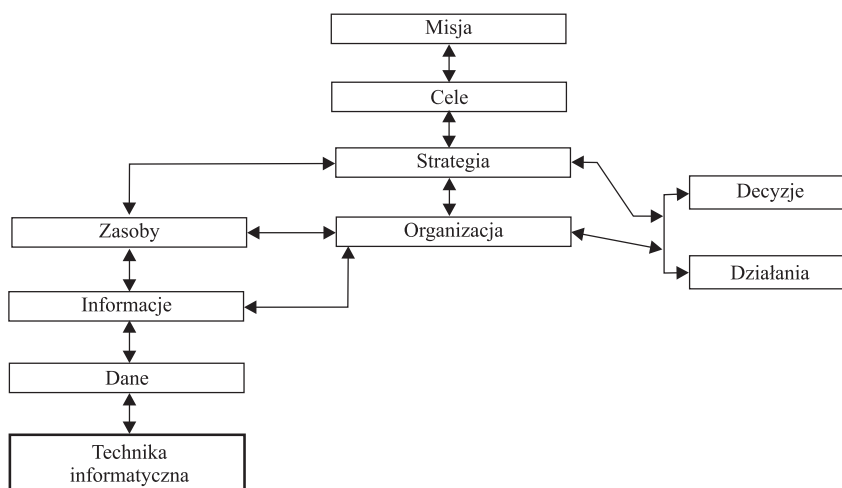 Misja
Cele
Strategia
Decyzje
Zasoby
Organizacja
Działania
Informacje
Dane
Technika
informatyczna